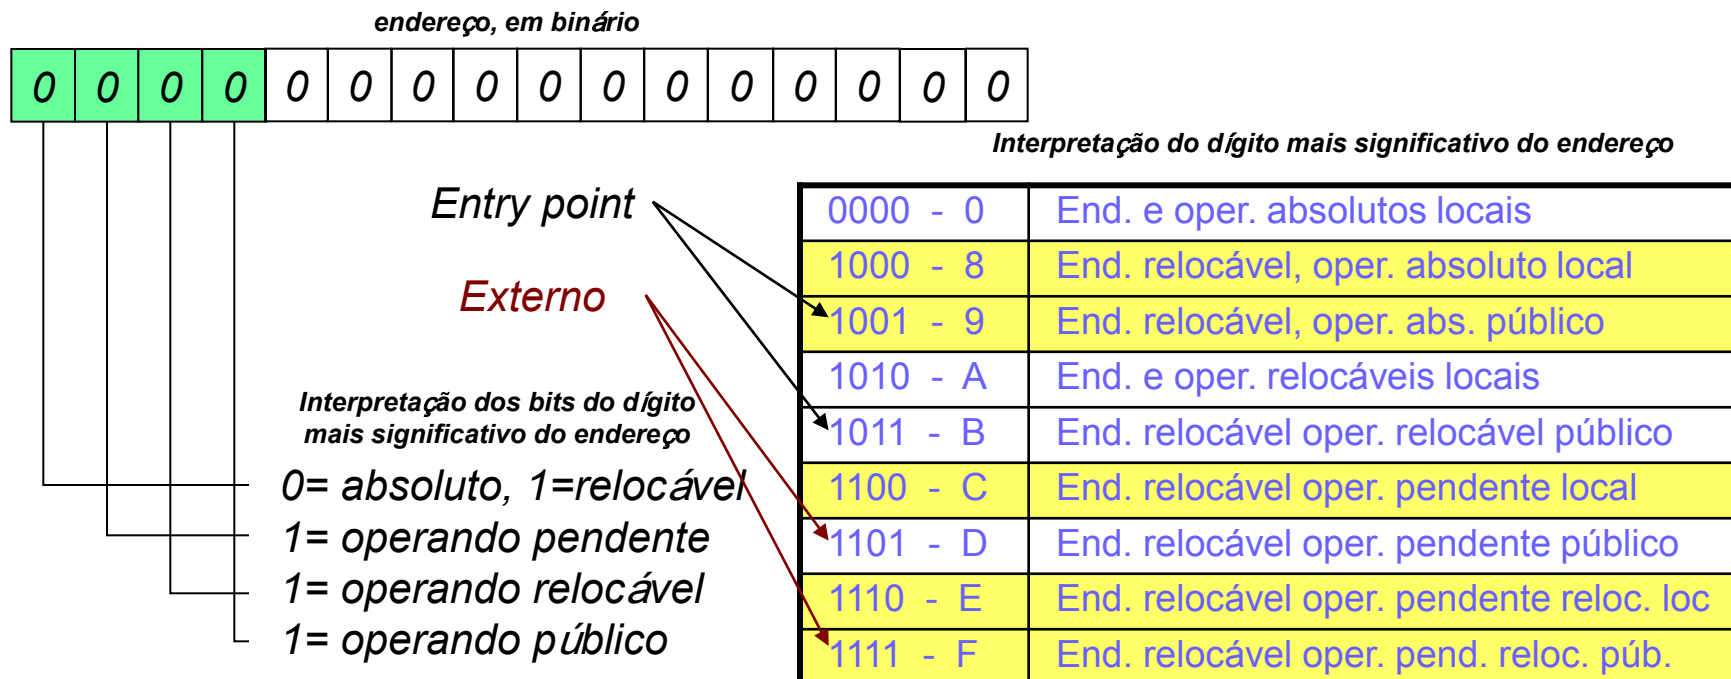 endereço, em binário
0 0 0 0 0 0 0 0 0 0 0 0 0 0 0 0
Interpretação do dígito mais significativo do endereço
Entry point
Externo
0000 - 0 End. e oper. absolutos locais
1000 - 8 End. relocável, oper. absoluto local
1001 - 9 End. relocável, oper. abs. público
1010 - A End. e oper. relocáveis locais
1011 - B End. relocável oper. relocável público
1100 - C End. relocável oper. pendente local
1101 - D End. relocável oper. pendente público
1110 - E End. relocável oper. pendente reloc. loc
1111 - F End. relocável oper. pend. reloc. púb.
Interpretação dos bits do dígito
mais significativo do endereço
0= absoluto, 1=relocável
1= operando pendente
1= operando relocável
1= operando público